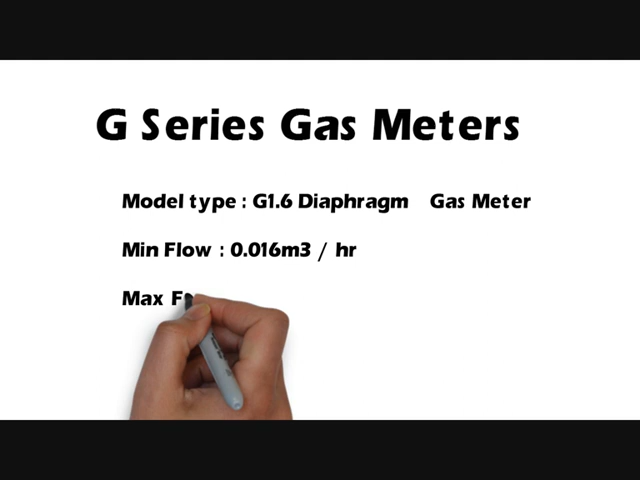 G Series Gas Meters
Model type : G1.6 Diaphragm Gas Meter
Min Flow : 0.016m3 / hr
Max